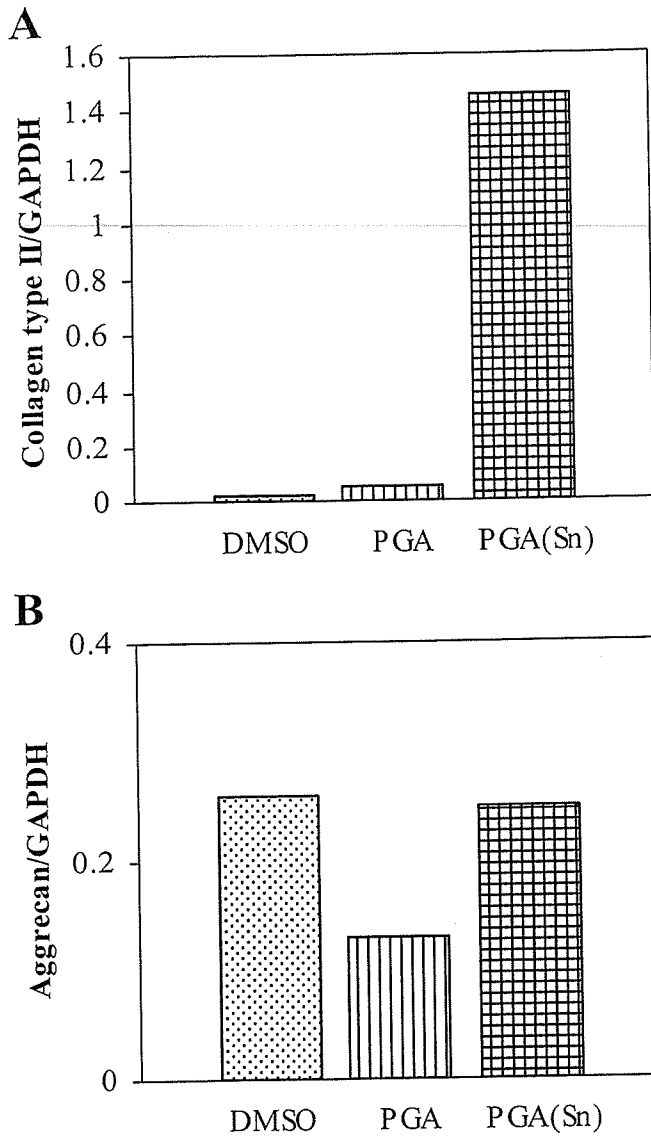 A
Collagen type II/GAPDH
1.6
1.4
1.2
1
0.8
0.6
0.4
0.2
0
DMSO PGA PGA(Sn)
B
Aggrecan/GAPDH
0.4
0.2
0
DMSO PGA PGA(Sn)